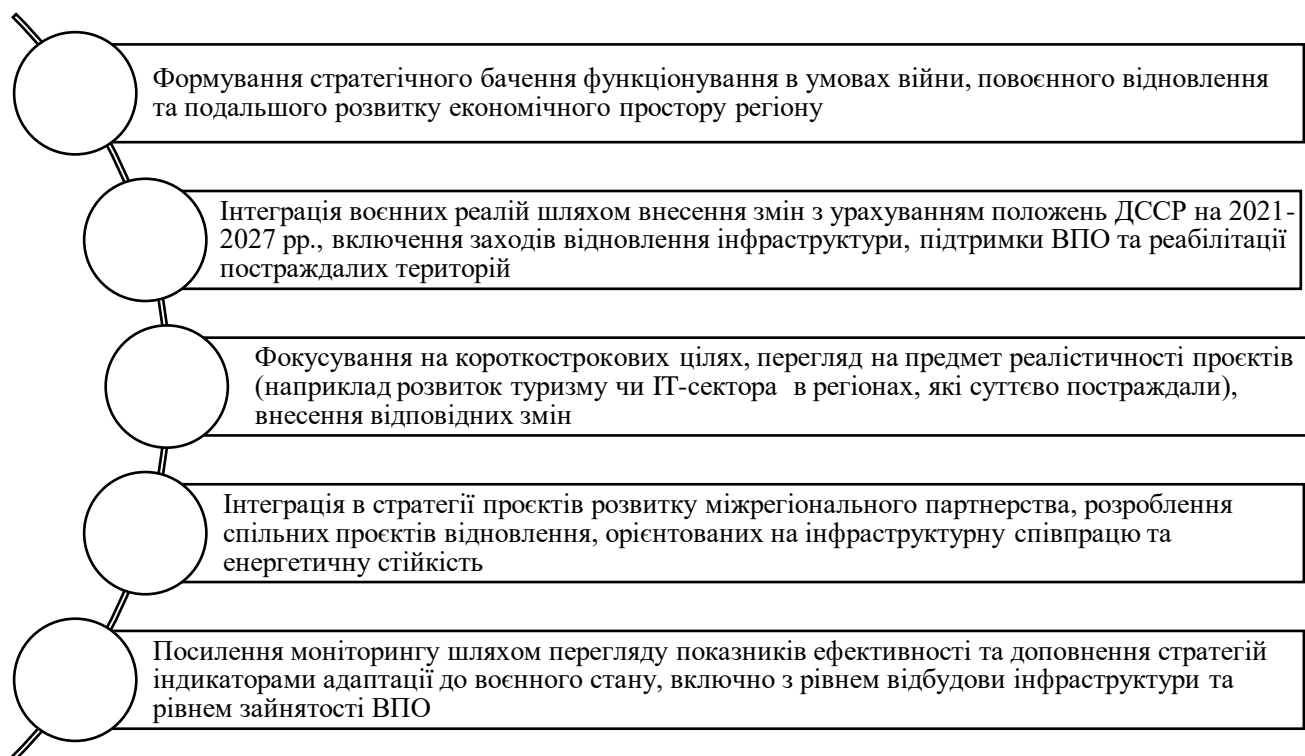 Формування стратегічного бачення функціонування в умовах війни, повоєнного відновлення
та подальшого розвитку економічного простору регіону
Інтеграція воєнних реалій шляхом внесення змін з урахуванням положень ДССР на 2021-
2027 рр., включення заходів відновлення інфраструктури, підтримки ВПО та реабілітації
постраждалих територій
Фокусування на короткострокових цілях, перегляд на предмет реалістичності проєктів
(наприклад розвиток туризму чи ІТ-сектора в регіонах, які суттєво постраждали),
внесення відповідних змін
Інтеграція в стратегії проєктів розвитку міжрегіонального партнерства, розроблення
спільних проєктів відновлення, орієнтованих на інфраструктурну співпрацю та
енергетичну стійкість
Посилення моніторингу шляхом перегляду показників ефективності та доповнення стратегій
індикаторами адаптації до воєнного стану, включно з рівнем відбудови інфраструктури та
рівнем зайнятості ВПО